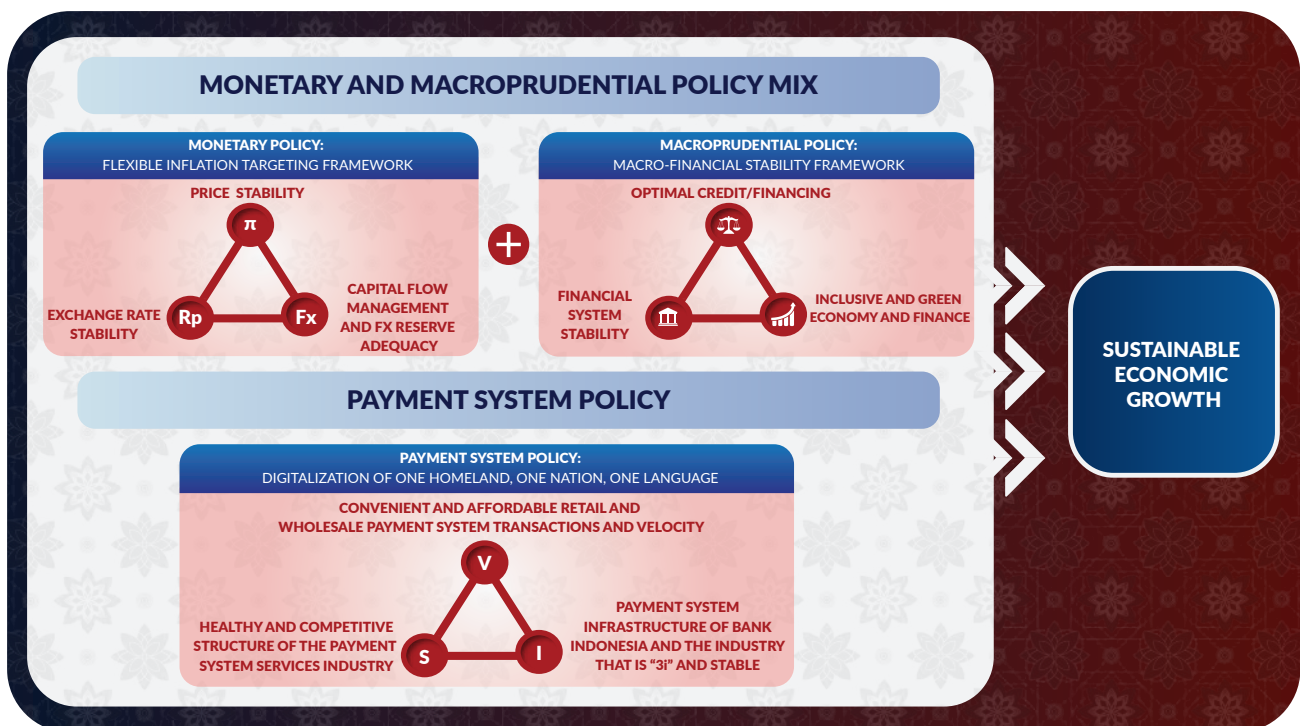 MONETARY AND MACROPRUDENTIAL POLICY MIX
MONETARY POLICY:
FLEXIBLE INFLATION TARGETING FRAMEWORK
PRICE STABILITY
π
EXCHANGE RATE
STABILITY
Rp
Fx
CAPITAL FLOW
MANAGEMENT
AND FX RESERVE
ADEQUACY
+
MACROPRUDENTIAL POLICY:
MACRO-FINANCIAL STABILITY FRAMEWORK
OPTIMAL CREDIT/FINANCING
FINANCIAL
SYSTEM
STABILITY
INCLUSIVE AND GREEN
ECONOMY AND FINANCE
PAYMENT SYSTEM POLICY
PAYMENT SYSTEM POLICY:
DIGITALIZATION OF ONE HOMELAND, ONE NATION, ONE LANGUAGE
CONVENIENT AND AFFORDABLE RETAIL AND
WHOLESALE PAYMENT SYSTEM TRANSACTIONS AND VELOCITY
V
HEALTHY AND COMPETITIVE
STRUCTURE OF THE PAYMENT
SYSTEM SERVICES INDUSTRY
S
I
PAYMENT SYSTEM
INFRASTRUCTURE OF BANK
INDONESIA AND THE INDUSTRY
THAT IS “3i” AND STABLE
SUSTAINABLE
ECONOMIC
GROWTH